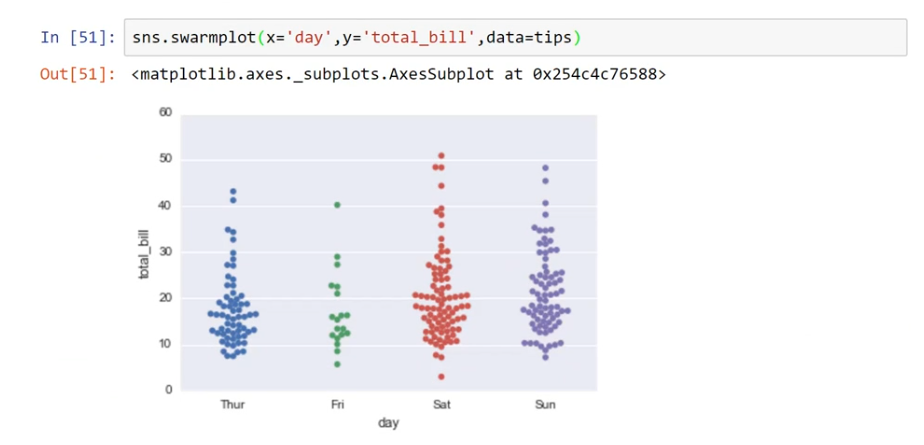 In [51]: sns.swarmplot(x='day',y='total_bill',data=tips)
Out[51]: <matplotlib.axes._subplots.AxesSubplot at 0x254c4c76588>
60
50
40
30
20
10
0
total_bill
Thur Fri Sat Sun
day